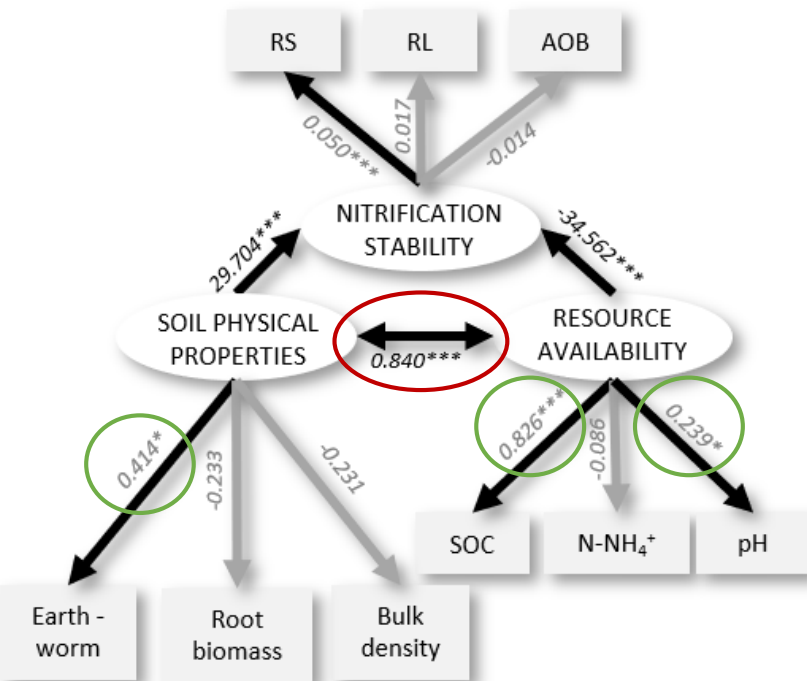 RS
RL
AOB
0.050***
0.017
-0.014
NITRIFICATION
STABILITY
29.704***
-34.562***
SOIL PHYSICAL
PROPERTIES
0.840***
RESOURCE
AVAILABILITY
0.414*
-0.233
-0.231
0.826***
-0.086
0.239*
SOC
N-NH₄⁺
pH
Earth -
worm
Root
biomass
Bulk
density